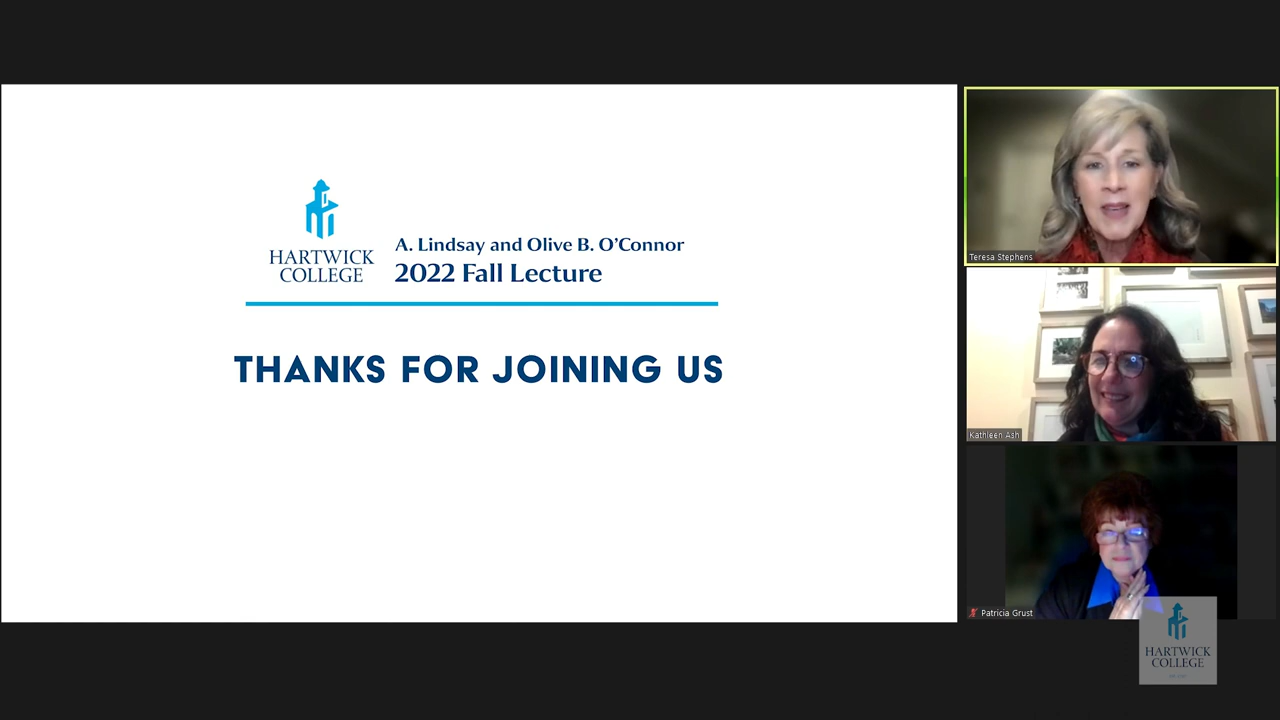 HARTWICK
COLLEGE
A. Lindsay and Olive B. O'Connor
2022 Fall Lecture
THANKS FOR JOINING US
Teresa Stephens
Kathleen Ash
Patricia Grust
HARTWICK
COLLEGE